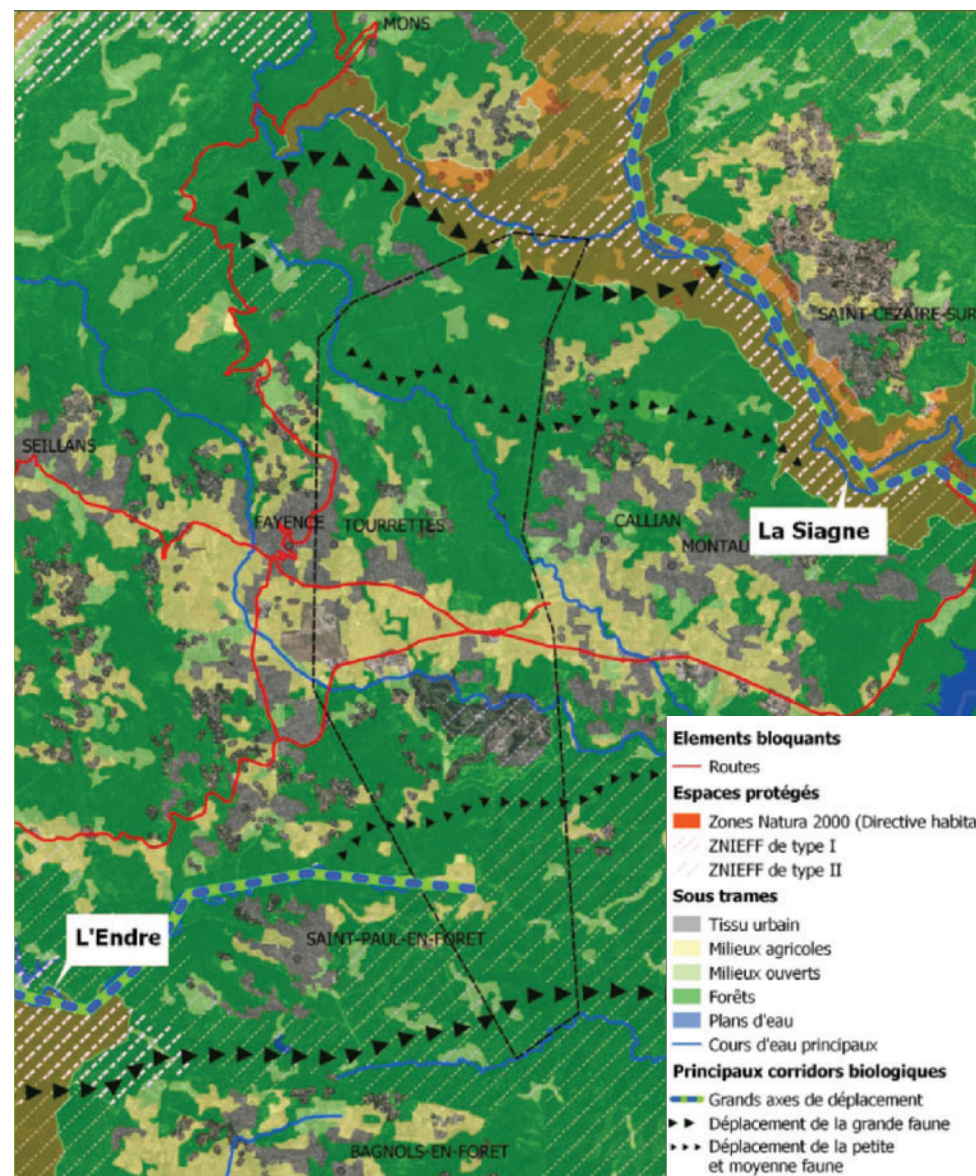 MONS
SAINT-CEZAIRE-SUR
SEILLANS
FAYENCE
TOURRETTES
CALLIAN
MONTAU
La Siagne
L'Endre
SAINT-PAUL-EN-FORET
BAGNOLS-EN-FORET
Elements bloquants
Routes
Espaces protégés
Zones Natura 2000 (Directive habita
ZNIEFF de type I
ZNIEFF de type II
Sous trames
Tissu urbain
Milieux agricoles
Milieux ouverts
Forêts
Plans d'eau
Cours d'eau principaux
Principaux corridors biologiques
Grands axes de déplacement
Déplacement de la grande faune
Déplacement de la petite
et moyenne faune